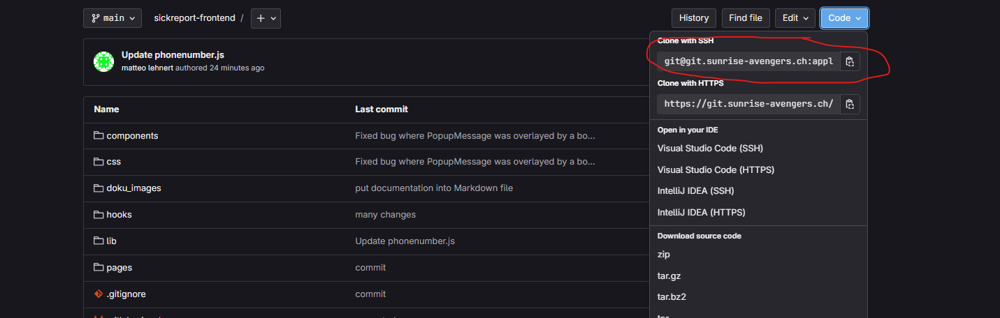 main sickreport-frontend / + History Find file Edit Code
Update phonenumber.js
matteo lehnert authored 24 minutes ago
Name Last commit
components Fixed bug where PopupMessage was overlayed by a bo...
css Fixed bug where PopupMessage was overlayed by a bo...
doku_images put documentation into Markdown file
hooks many changes
lib Update phonenumber.js
pages commit
.gitignore commit
Clone with SSH
git@git.sunrise-avengers.ch:appl
Clone with HTTPS
https://git.sunrise-avengers.ch/
Open in your IDE
Visual Studio Code (SSH)
Visual Studio Code (HTTPS)
IntelliJ IDEA (SSH)
IntelliJ IDEA (HTTPS)
Download source code
zip
tar.gz
tar.bz2
tar